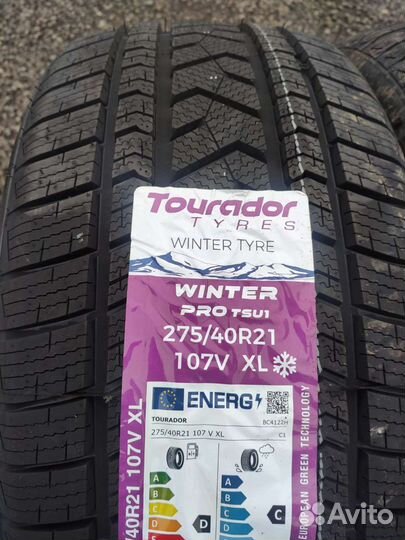 Tourador
TYRES
WINTER TYRE
WINTER
PRO TSU1
275/40R21
107V XL
ENERG
TOURADOR
BC4122H
275/40R21 107 V XL
C1
A
B
C
D
D
A
B
C
C
40R21 107V XL
EUROPEAN GREEN TECHNOLOGY
Avito